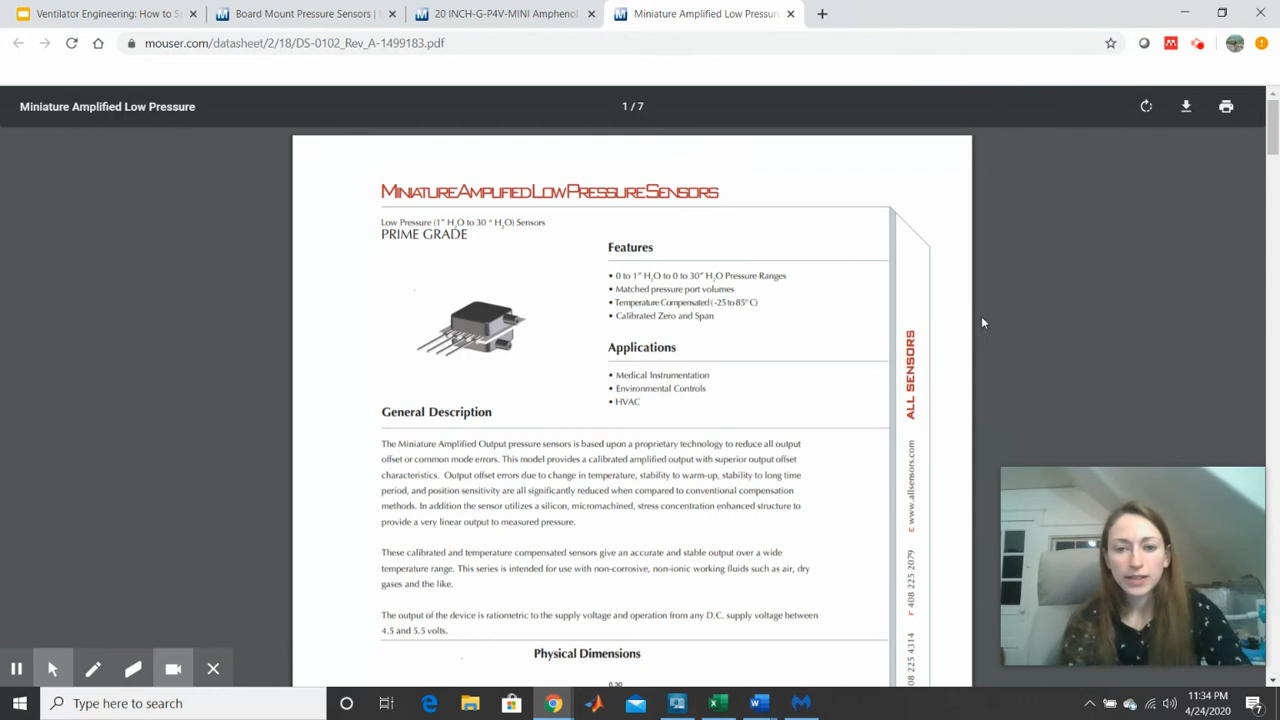 Ventilator Engineering: How to S
Board Mount Pressure Sensors |
20 INCH-G-P4V-MINI Amphenol
Miniature Amplified Low Pressur
mouser.com/datasheet/2/18/DS-0102_Rev_A-1499183.pdf
Miniature Amplified Low Pressure
1 / 7
MINIATURE AMPLIFIED LOW PRESSURE SENSORS
Low Pressure (1" H2O to 30 " H2O) Sensors
PRIME GRADE
Features
• 0 to 1" H2O to 0 to 30" H2O Pressure Ranges
• Matched pressure port volumes
• Temperature Compensated (-25 to 85° C)
• Calibrated Zero and Span
Applications
• Medical Instrumentation
• Environmental Controls
• HVAC
General Description
The Miniature Amplified Output pressure sensors is based upon a proprietary technology to reduce all output
offset or common mode errors. This model provides a calibrated amplified output with superior output offset
characteristics. Output offset errors due to change in temperature, stability to warm-up, stability to long time
period, and position sensitivity are all significantly reduced when compared to conventional compensation
methods. In addition the sensor utilizes a silicon, micromachined, stress concentration enhanced structure to
provide a very linear output to measured pressure.
These calibrated and temperature compensated sensors give an accurate and stable output over a wide
temperature range. This series is intended for use with non-corrosive, non-ionic working fluids such as air, dry
gases and the like.
The output of the device is ratiometric to the supply voltage and operation from any D.C. supply voltage between
4.5 and 5.5 volts.
Physical Dimensions
0.30
ALL SENSORS
E www.allsensors.com
F 408 225 2079
08 225 4314
Type here to search
11:34 PM
4/24/2020
7